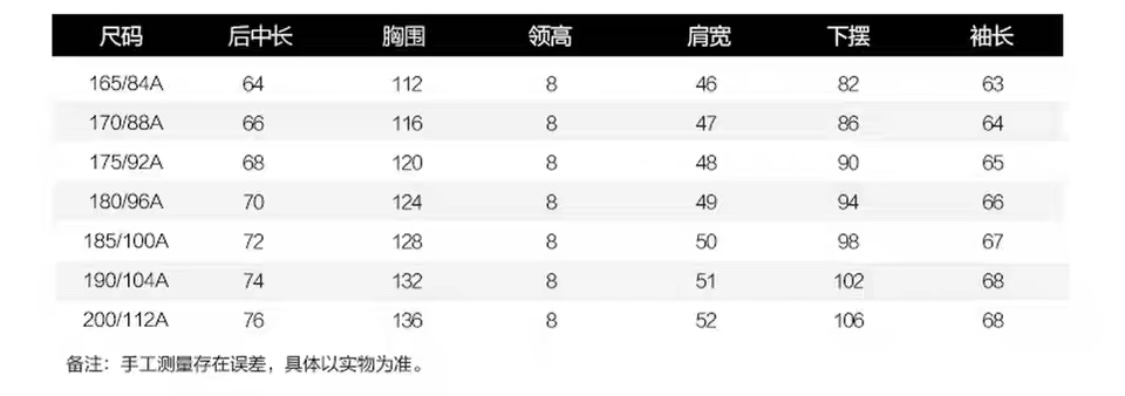 尺码 后中长 胸围 领高 肩宽 下摆 袖长
165/84A 64 112 8 46 82 63
170/88A 66 116 8 47 86 64
175/92A 68 120 8 48 90 65
180/96A 70 124 8 49 94 66
185/100A 72 128 8 50 98 67
190/104A 74 132 8 51 102 68
200/112A 76 136 8 52 106 68
备注：手工测量存在误差，具体以实物为准。